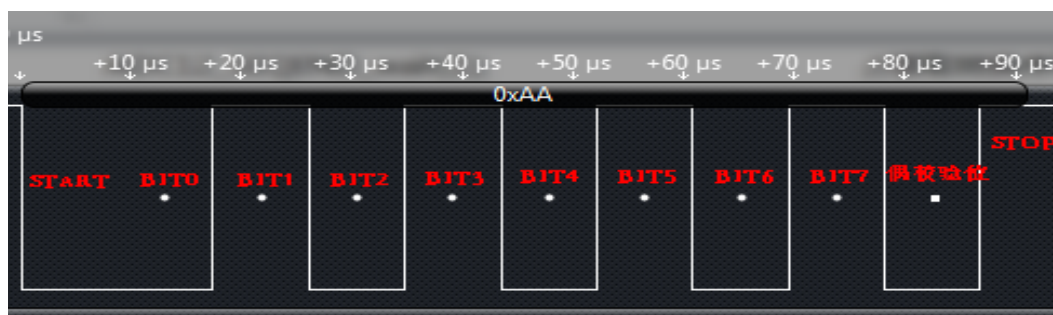 μs
+10 μs +20 μs +30 μs +40 μs +50 μs +60 μs +70 μs +80 μs +90 μs
0xAA
STOP
START BIT0 BIT1 BIT2 BIT3 BIT4 BIT5 BIT6 BIT7 偶校验位